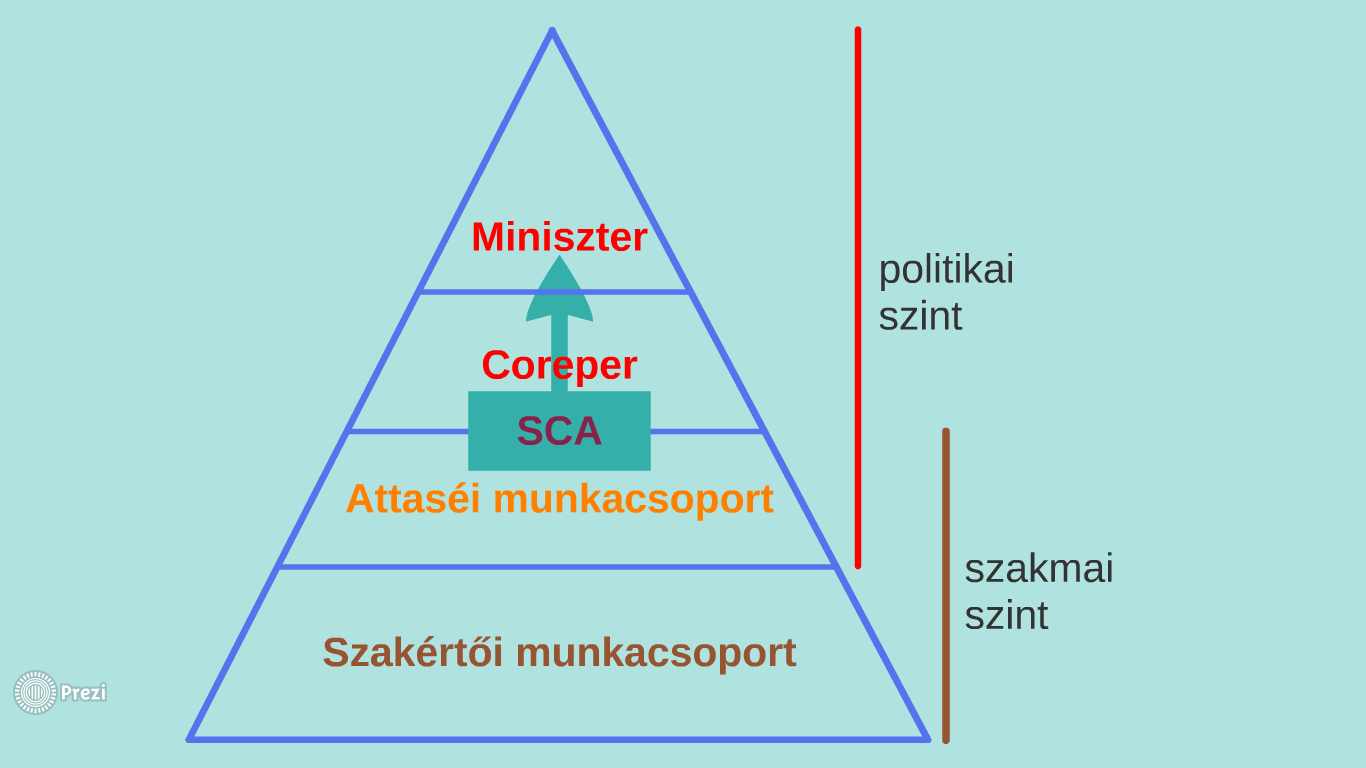 Miniszter
politikai
szint
Coreper
SCA
Attaséi munkacsoport
szakmai
szint
Szakértői munkacsoport
Prezi